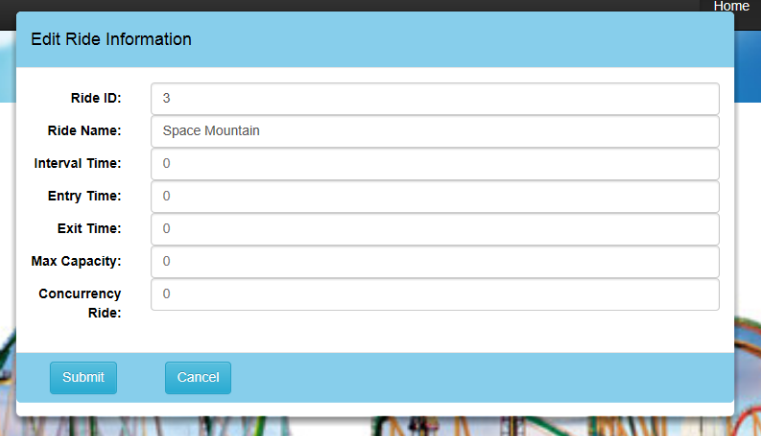 Home
Edit Ride Information
Ride ID: 3
Ride Name: Space Mountain
Interval Time: 0
Entry Time: 0
Exit Time: 0
Max Capacity: 0
Concurrency 0
Ride:
Submit Cancel